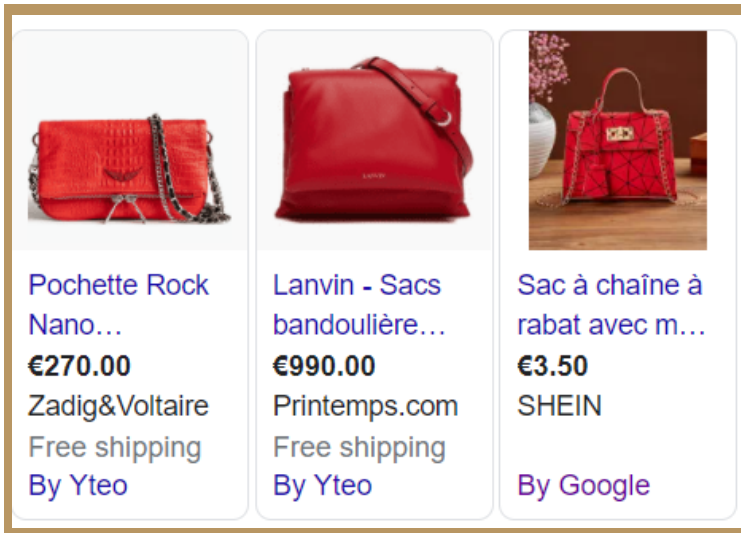 LANVIN
Pochette Rock
Nano...
€270.00
Zadig&Voltaire
Free shipping
By Yteo
Lanvin - Sacs
bandoulière...
€990.00
Printemps.com
Free shipping
By Yteo
Sac à chaîne à
rabat avec m...
€3.50
SHEIN
By Google